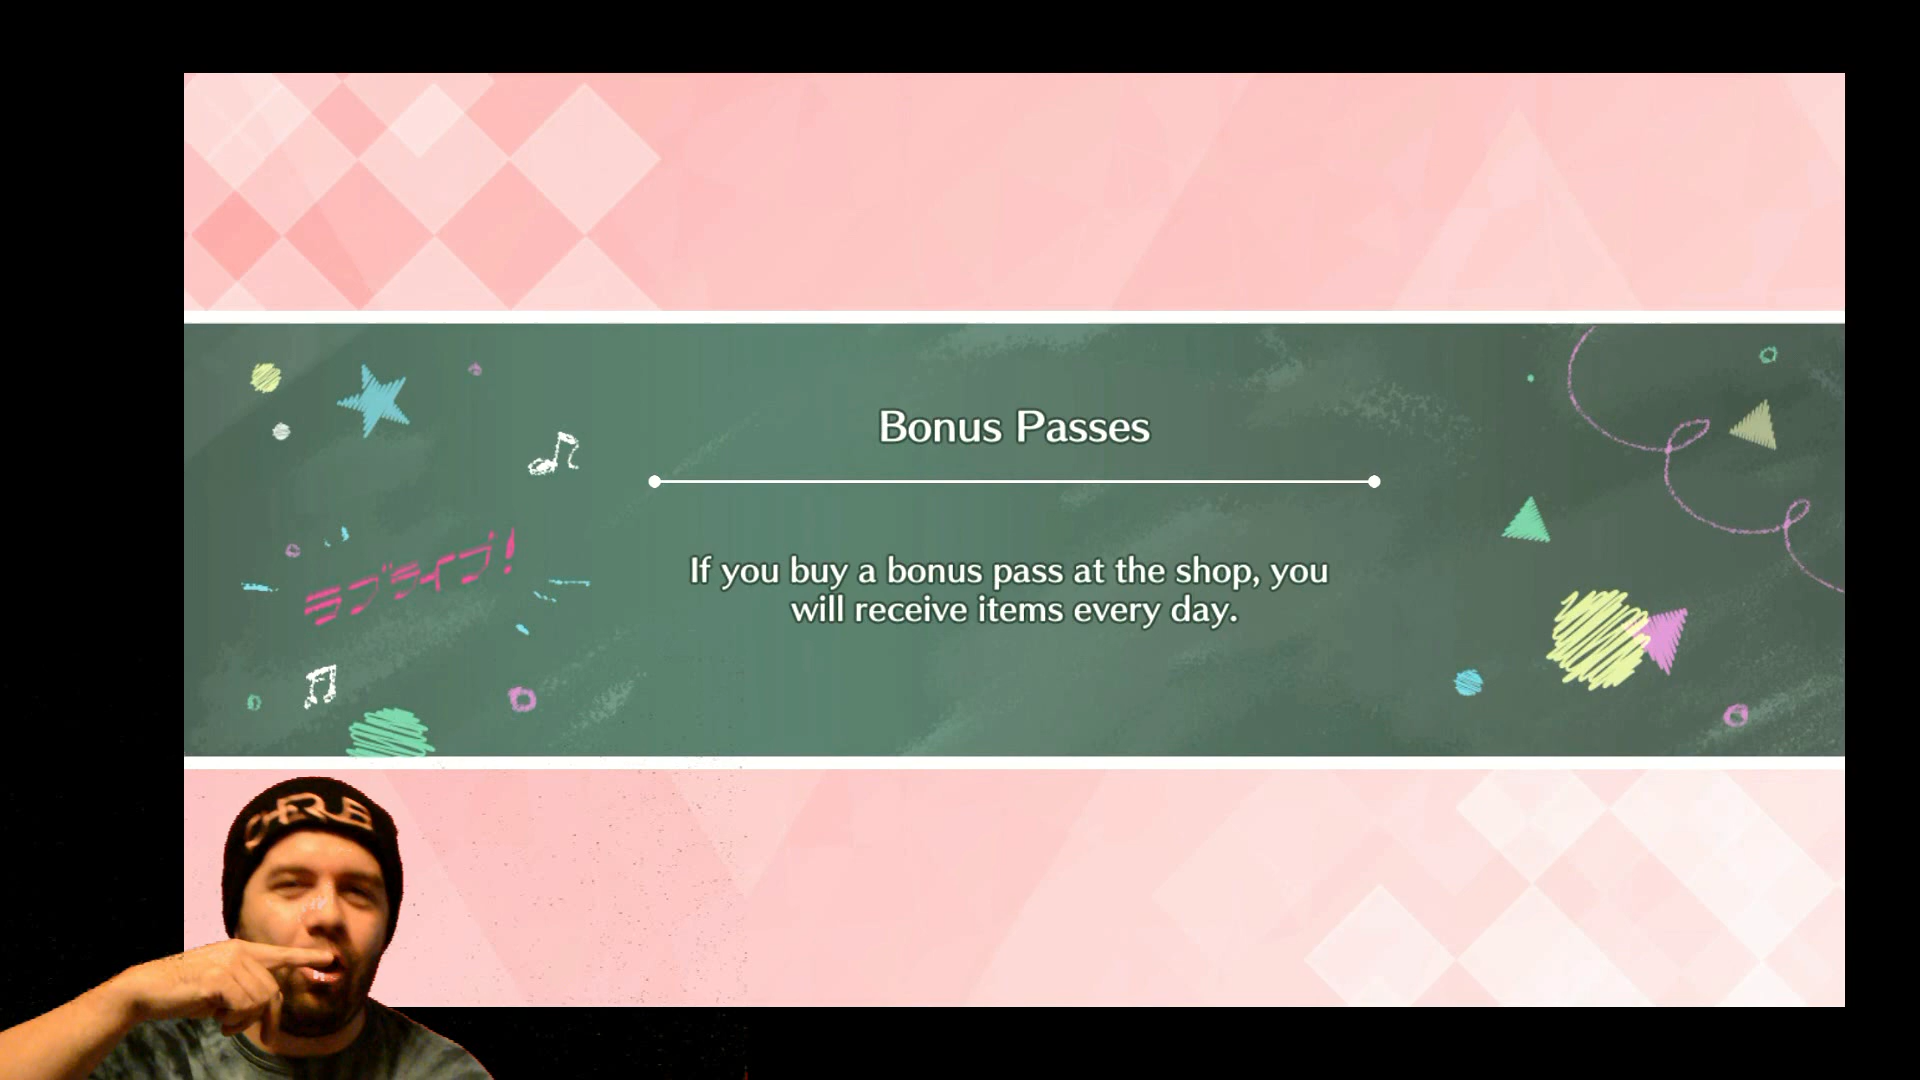 Bonus Passes
If you buy a bonus pass at the shop, you
will receive items every day.
ラブライブ!